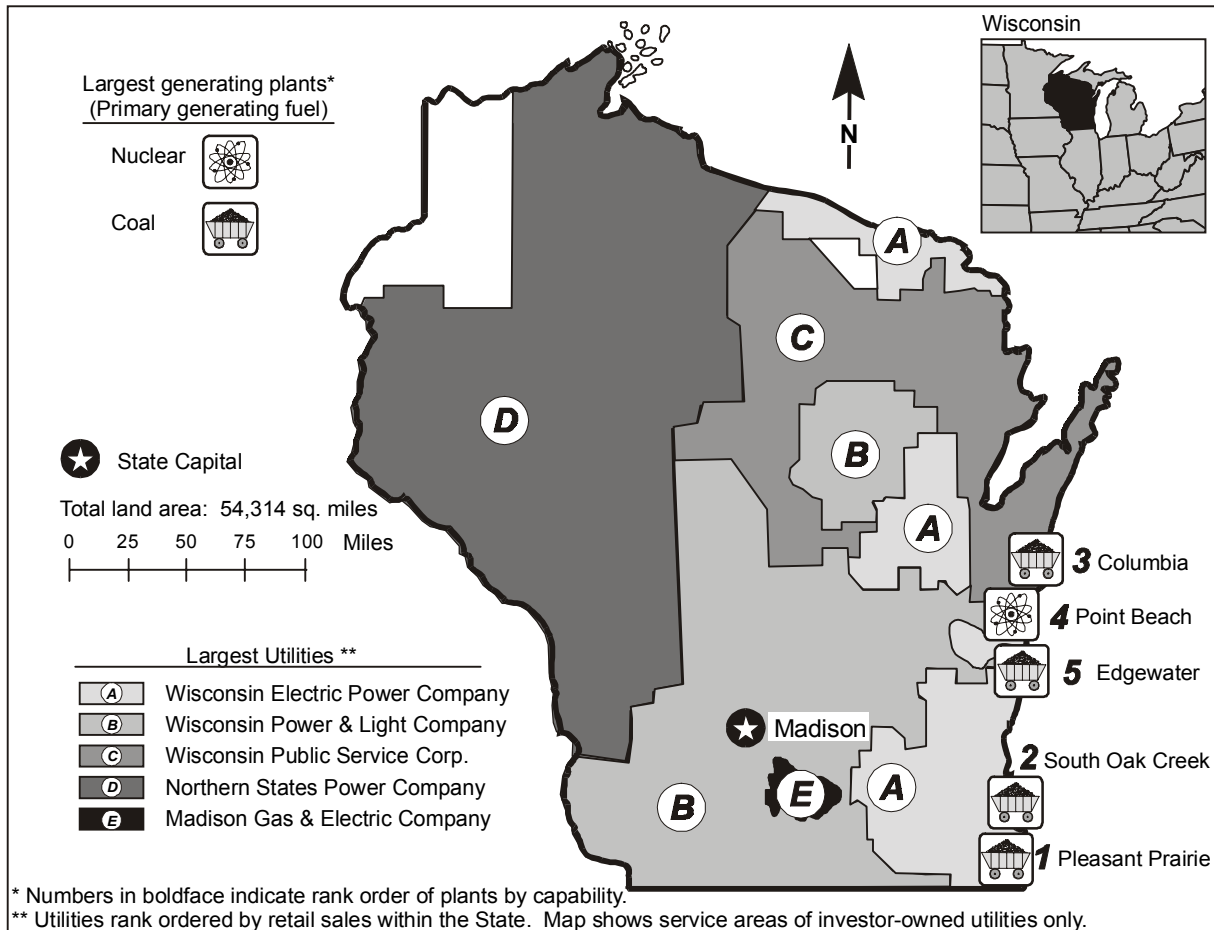 Wisconsin
Largest generating plants*
(Primary generating fuel)
Nuclear
Coal
N
A
C
D
B
A
State Capital
Total land area: 54,314 sq. miles
0 25 50 75 100 Miles
3 Columbia
4 Point Beach
5 Edgewater
Largest Utilities **
A Wisconsin Electric Power Company
B Wisconsin Power & Light Company
C Wisconsin Public Service Corp.
D Northern States Power Company
E Madison Gas & Electric Company
Madison
B
E
A
2 South Oak Creek
1 Pleasant Prairie
* Numbers in boldface indicate rank order of plants by capability.
** Utilities rank ordered by retail sales within the State. Map shows service areas of investor-owned utilities only.